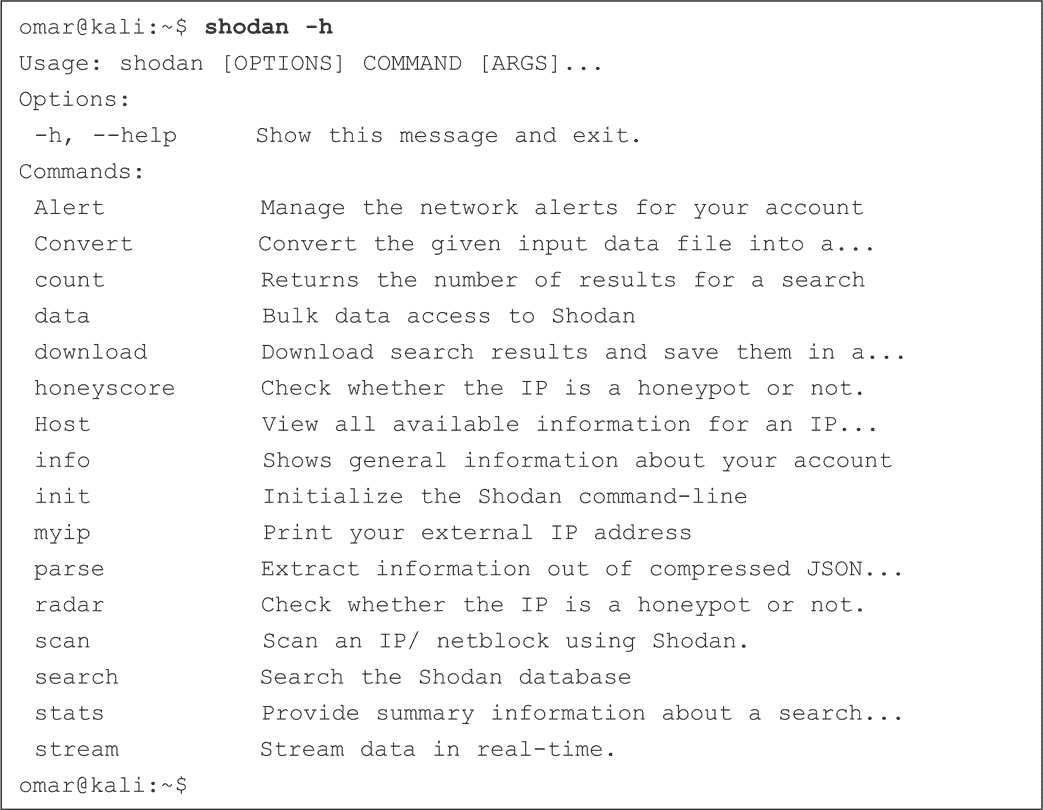 omar@kali:~$ shodan -h
Usage: shodan [OPTIONS] COMMAND [ARGS]...
Options:
-h, --help Show this message and exit.
Commands:
Alert Manage the network alerts for your account
Convert Convert the given input data file into a...
count Returns the number of results for a search
data Bulk data access to Shodan
download Download search results and save them in a...
honeyscore Check whether the IP is a honeypot or not.
Host View all available information for an IP...
info Shows general information about your account
init Initialize the Shodan command-line
myip Print your external IP address
parse Extract information out of compressed JSON...
radar Check whether the IP is a honeypot or not.
scan Scan an IP/ netblock using Shodan.
search Search the Shodan database
stats Provide summary information about a search...
stream Stream data in real-time.
omar@kali:~$